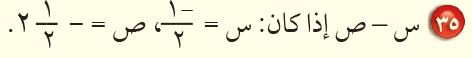 ٣٥ س – ص إذا كان: س = –١/٢، ص = – ٢ ١/٢ .